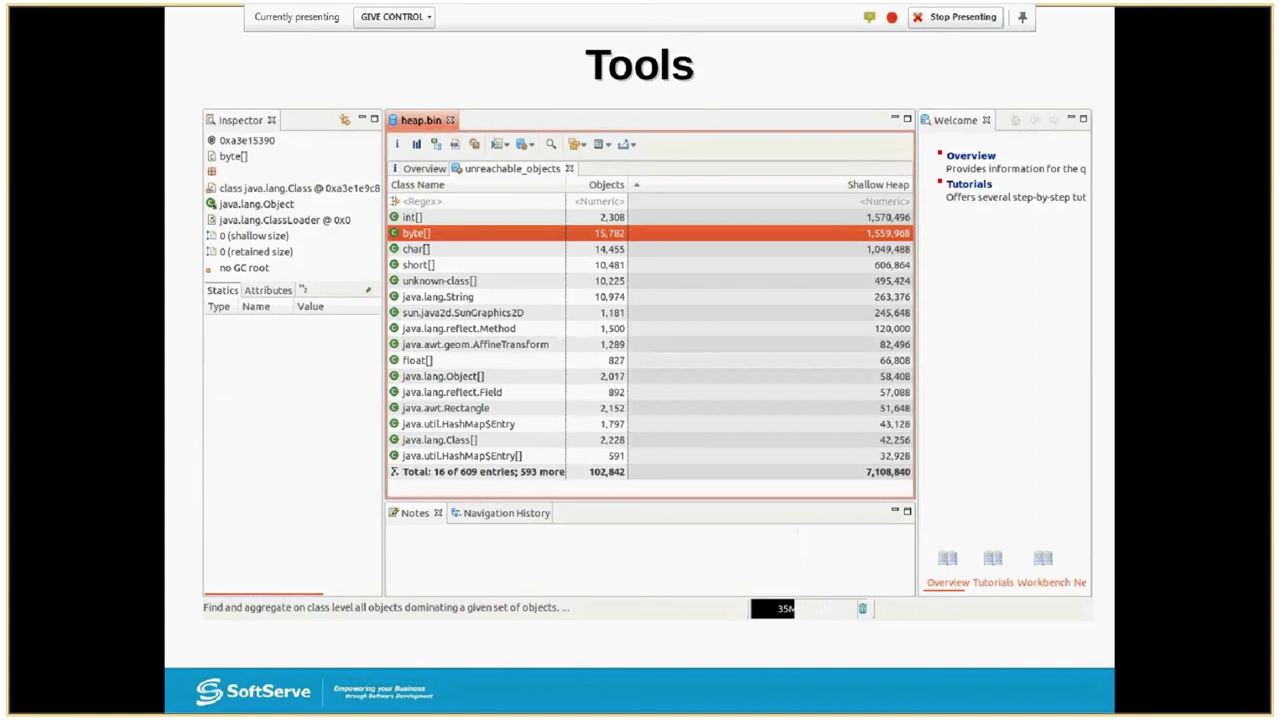 Currently presenting GIVE CONTROL Stop Presenting
Tools
Inspector heap.bin Welcome
0xa3e15390
byte[]
class java.lang.Class @ 0xa3e1e9c8
java.lang.Object
java.lang.ClassLoader @ 0x0
0 (shallow size)
0 (retained size)
no GC root
Statics Attributes
Type Name Value
Overview unreachable_objects
Class Name Objects Shallow Heap
<Regex> <Numeric> <Numeric>
int[] 2,308 1,570,496
byte[] 15,782 1,559,968
char[] 14,455 1,049,488
short[] 10,481 606,864
unknown-class[] 10,225 495,424
java.lang.String 10,974 263,376
sun.java2d.SunGraphics2D 1,181 245,648
java.lang.reflect.Method 1,500 120,000
java.awt.geom.AffineTransform 1,289 82,496
float[] 827 66,808
java.lang.Object[] 2,017 58,408
java.lang.reflect.Field 892 57,088
java.awt.Rectangle 2,152 51,648
java.util.HashMap$Entry 1,797 43,128
java.lang.Class[] 2,228 42,256
java.util.HashMap$Entry[] 591 32,928
Total: 16 of 609 entries; 593 more 102,842 7,108,840
Notes Navigation History
Overview
Provides information for the q
Tutorials
Offers several step-by-step tut
Overview Tutorials Workbench Ne
Find and aggregate on class level all objects dominating a given set of objects. ... 35M
SoftServe
Empowering your Business
through Software Development